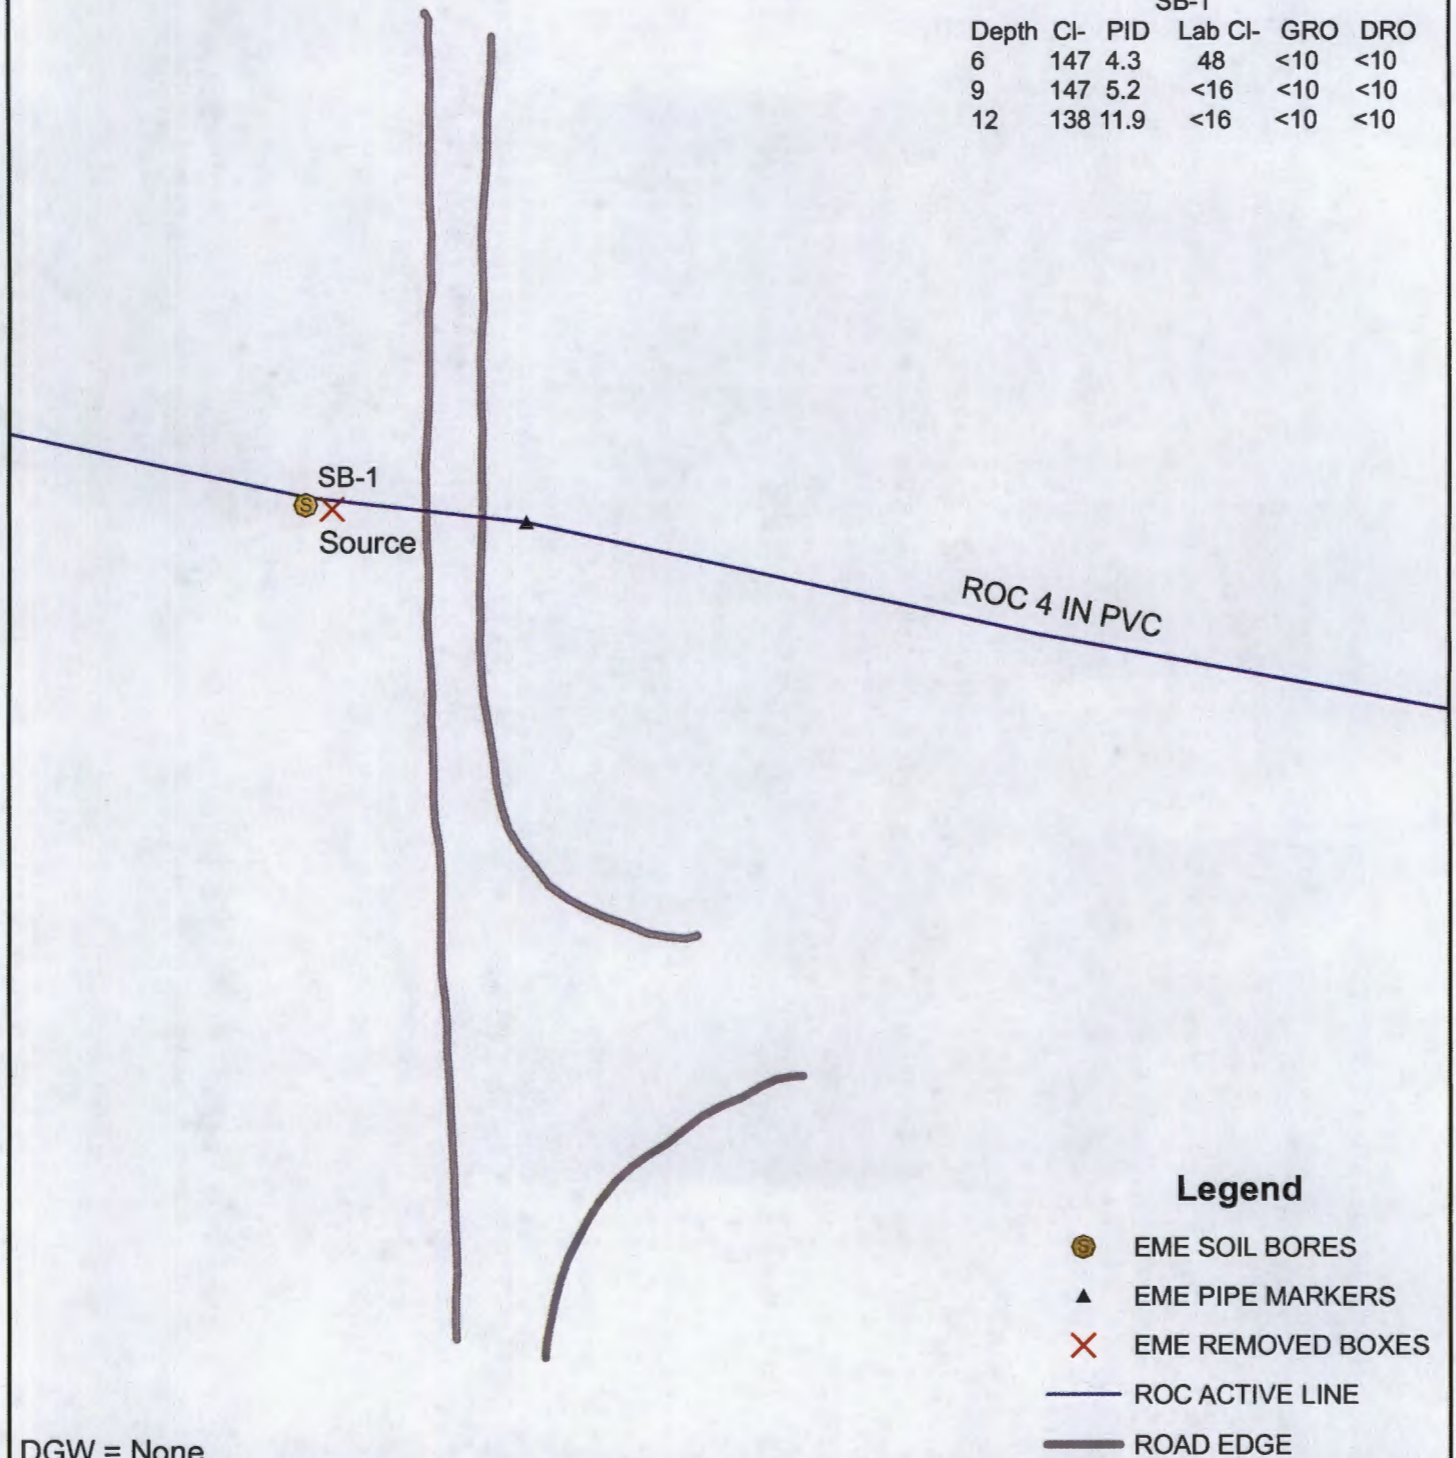 SB-1
Depth Cl- PID Lab Cl- GRO DRO
6 147 4.3 48 <10 <10
9 147 5.2 <16 <10 <10
12 138 11.9 <16 <10 <10
SB-1
S
Source
ROC 4 IN PVC
Legend
S EME SOIL BORES
EME PIPE MARKERS
EME REMOVED BOXES
ROC ACTIVE LINE
ROAD EDGE
DGW = None